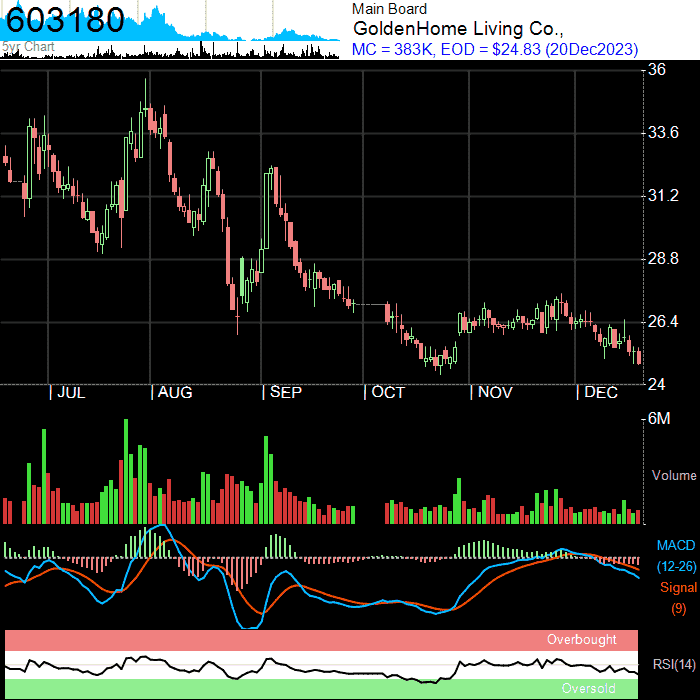 603180
5yr Chart
Main Board
GoldenHome Living Co.,
MC = 383K, EOD = $24.83 (20Dec2023)
36
33.6
31.2
28.8
26.4
24
JUL AUG SEP OCT NOV DEC
6M
Volume
MACD
(12-26)
Signal
(9)
Overbought
RSI(14)
Oversold